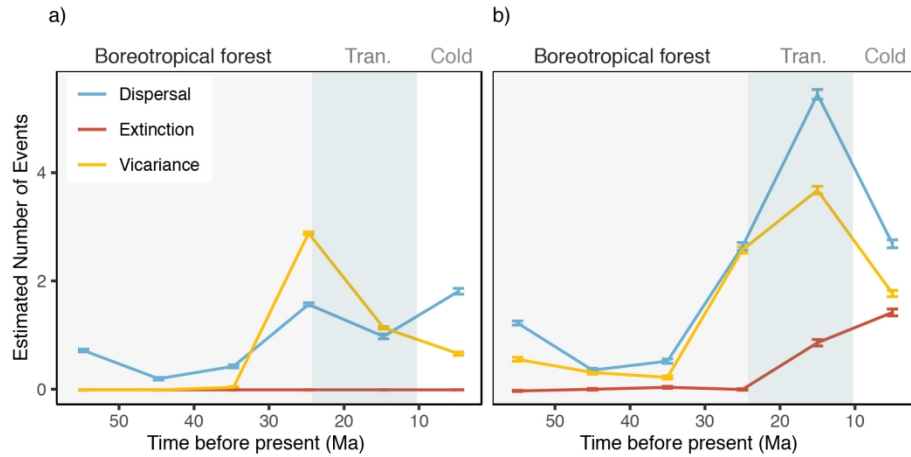 a)
b)
Boreotropical forest Tran. Cold
Boreotropical forest Tran. Cold
Dispersal
Extinction
Vicariance
Estimated Number of Events
4
2
0
50 40 30 20 10
50 40 30 20 10
Time before present (Ma)
Time before present (Ma)